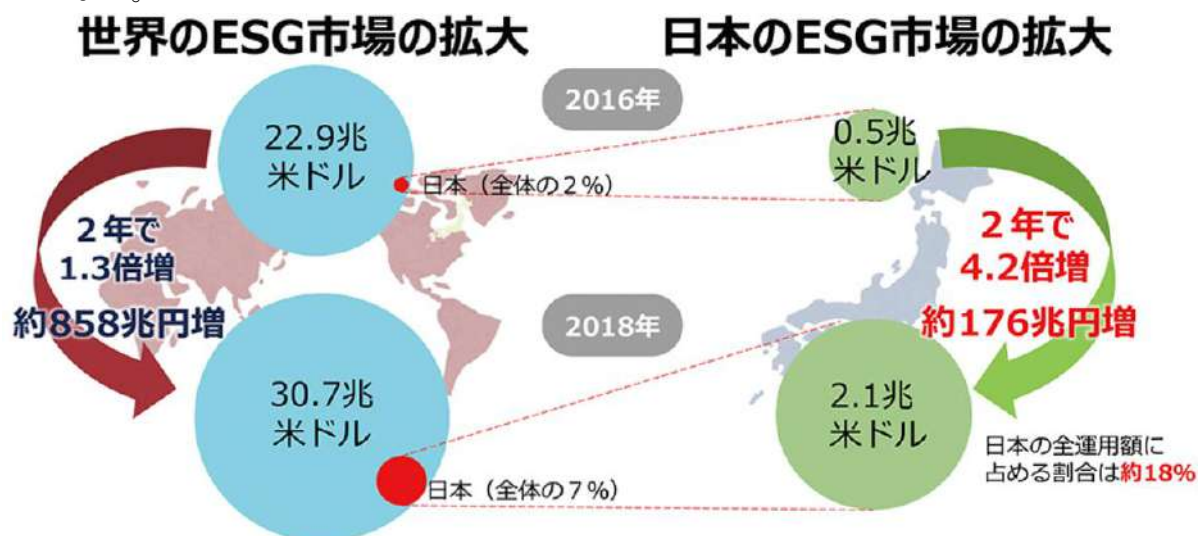 世界のESG市場の拡大
日本のESG市場の拡大
2016年
22.9兆
米ドル
日本（全体の２%）
0.5兆
米ドル
２年で
1.3倍増
約858兆円増
２年で
4.2倍増
約176兆円増
2018年
30.7兆
米ドル
日本（全体の７%）
2.1兆
米ドル
日本の全運用額に
占める割合は約18%